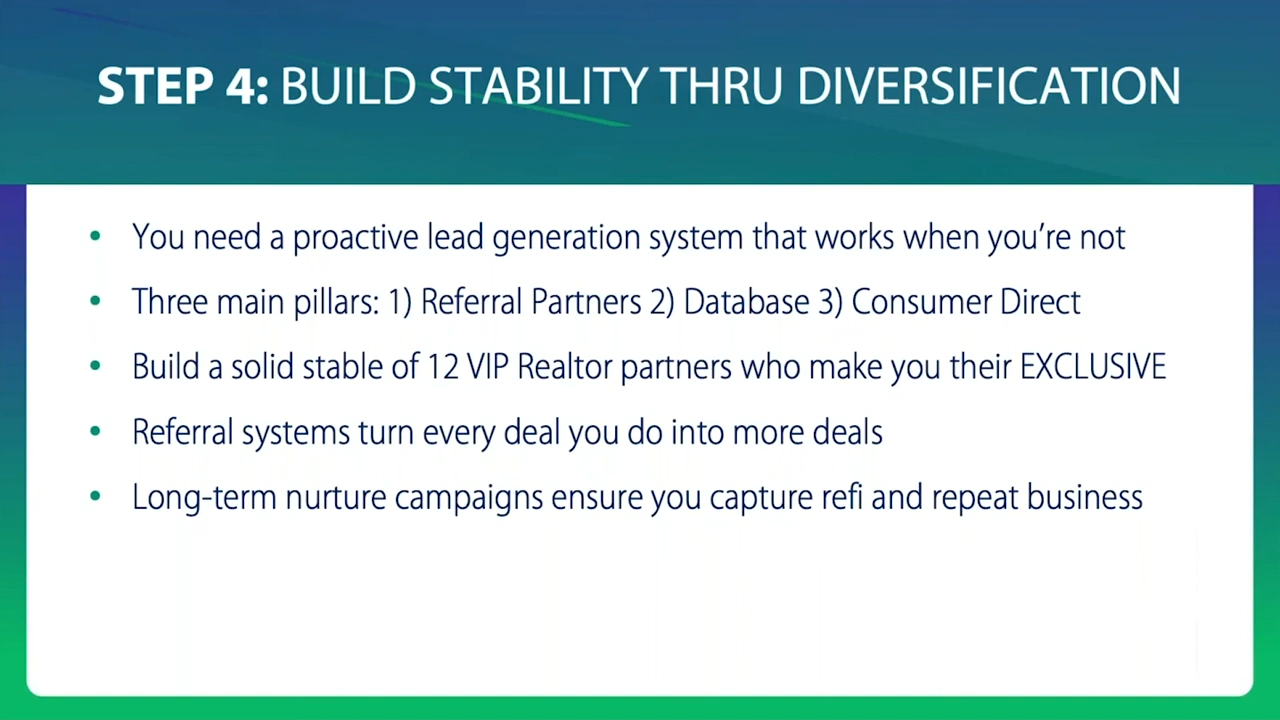 STEP 4: BUILD STABILITY THRU DIVERSIFICATION
• You need a proactive lead generation system that works when you’re not
• Three main pillars: 1) Referral Partners 2) Database 3) Consumer Direct
• Build a solid stable of 12 VIP Realtor partners who make you their EXCLUSIVE
• Referral systems turn every deal you do into more deals
• Long-term nurture campaigns ensure you capture refi and repeat business